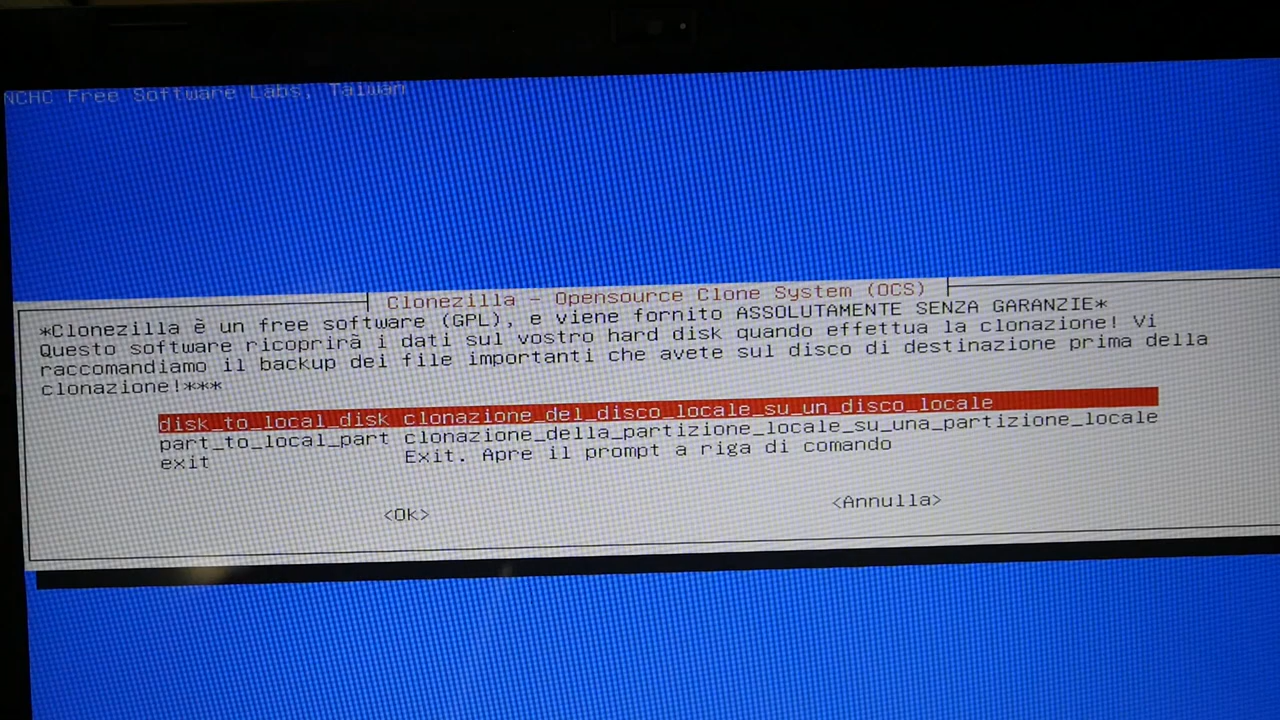 NCHC Free Software Labs, Taiwan
Clonezilla - Opensource Clone System (OCS)
*Clonezilla è un free software (GPL), e viene fornito ASSOLUTAMENTE SENZA GARANZIE*
Questo software ricoprirà i dati sul vostro hard disk quando effettua la clonazione! Vi
raccomandiamo il backup dei file importanti che avete sul disco di destinazione prima della
clonazione!***
disk_to_local_disk clonazione_del_disco_locale_su_un_disco_locale
part_to_local_part clonazione_della_partizione_locale_su_una_partizione_locale
exit Exit. Apre il prompt a riga di comando
<Ok> <Annulla>